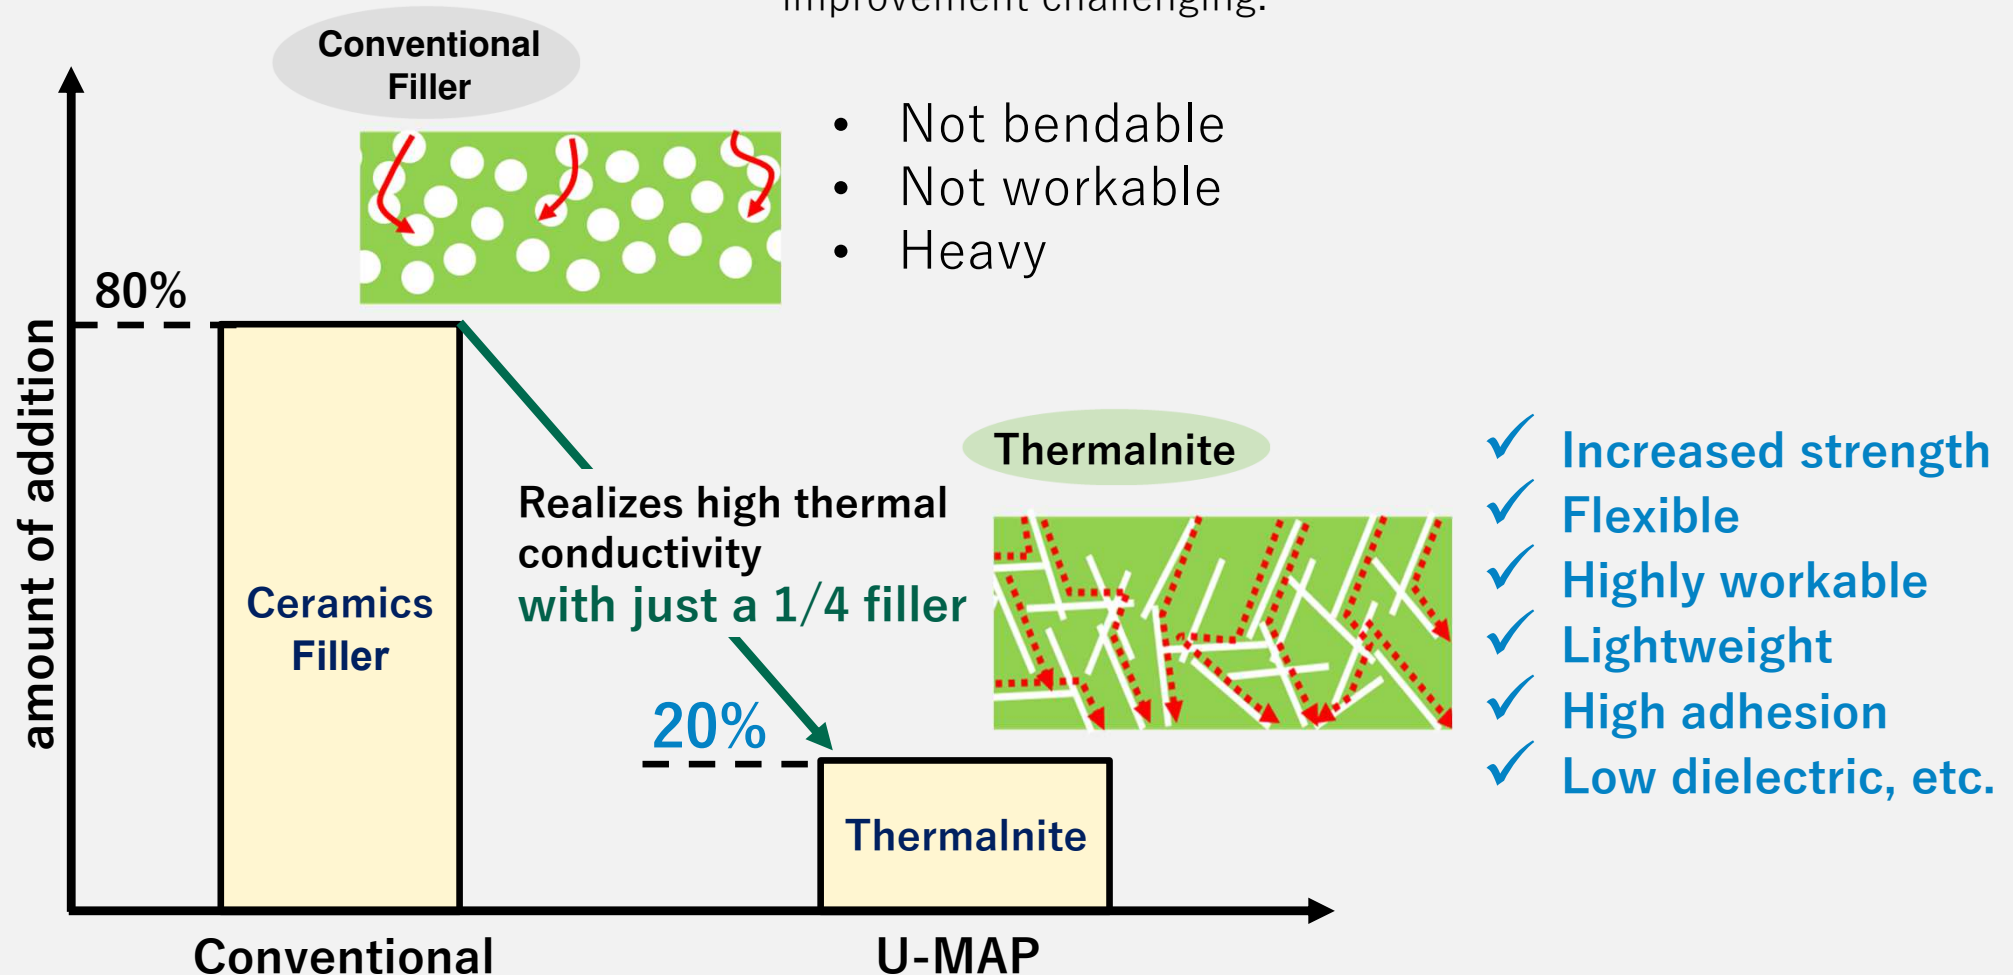 improvement challenging.
Conventional
Filler
• Not bendable
• Not workable
• Heavy
80%
amount of addition
Ceramics
Filler
Realizes high thermal
conductivity
with just a 1/4 filler
20%
Thermalnite
Thermalnite
✓ Increased strength
✓ Flexible
✓ Highly workable
✓ Lightweight
✓ High adhesion
✓ Low dielectric, etc.
Conventional
U-MAP